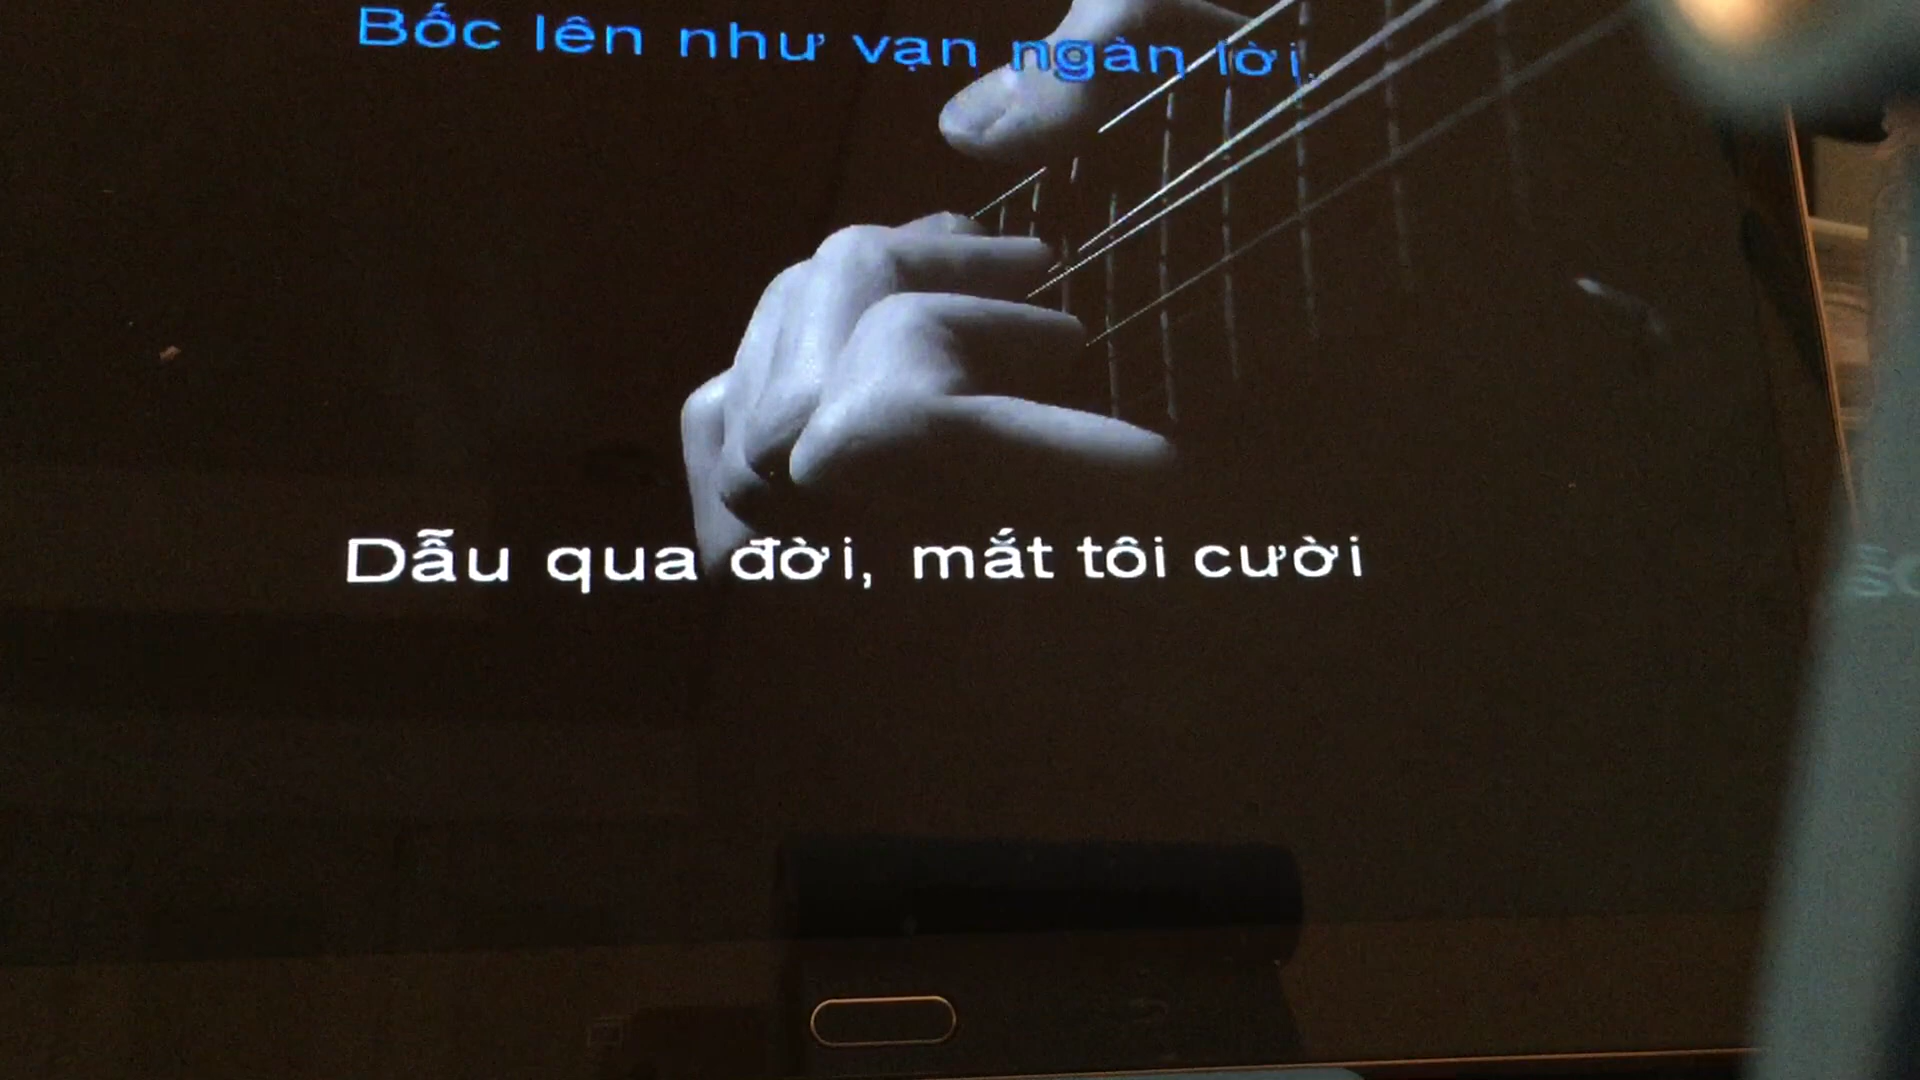 Bốc lên như vạn ngàn lời.
Dẫu qua đời, mắt tôi cười